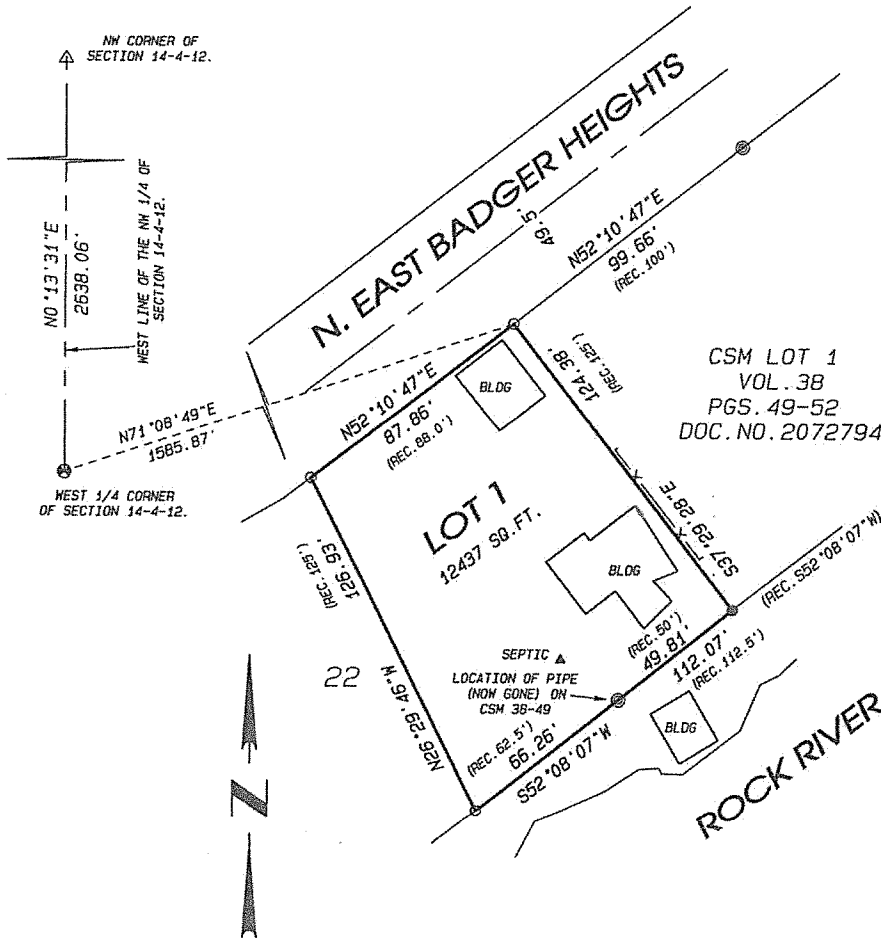 NW CORNER OF
SECTION 14-4-12.
N0°13'31"E
2638.06'
WEST LINE OF THE NW 1/4 OF
SECTION 14-4-12.
N. EAST BADGER HEIGHTS
49.5'
N52°10'47"E
99.66'
(REC.100')
N71°08'49"E
1585.87'
WEST 1/4 CORNER
OF SECTION 14-4-12.
N52°10'47"E
87.86'
(REC.88.0')
BLDG
124.38'
(REC.125')
S37°29'28"E
X
X
CSM LOT 1
VOL.38
PGS.49-52
DOC.NO.2072794
LOT 1
12437 SQ.FT.
126.93'
(REC.125')
N26°29'46"W
BLDG
(REC.S52°08'07"W)
(REC.50')
49.81'
112.07'
(REC.112.5')
SEPTIC
LOCATION OF PIPE
(NOW GONE) ON
CSM 38-49
22
(REC.62.5')
66.26'
S52°08'07"W
BLDG
ROCK RIVER
N